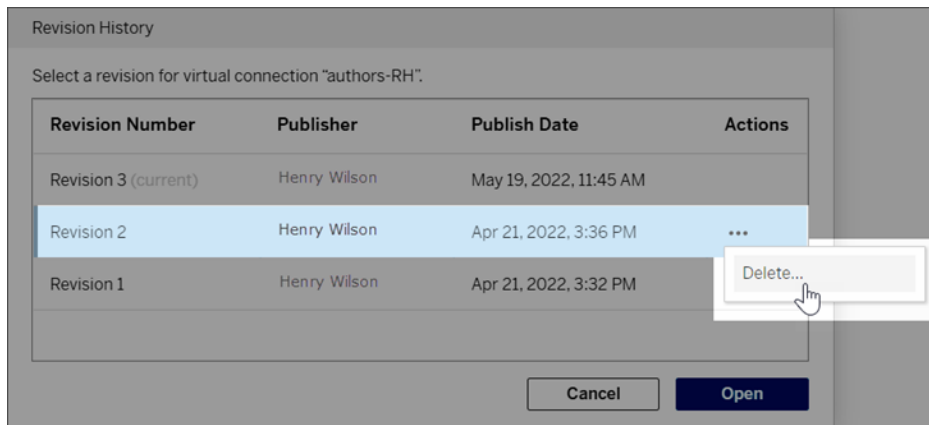 Revision History
Select a revision for virtual connection “authors-RH”.
Revision Number Publisher Publish Date Actions
Revision 3 (current) Henry Wilson May 19, 2022, 11:45 AM
Revision 2 Henry Wilson Apr 21, 2022, 3:36 PM •••
Delete...
Revision 1 Henry Wilson Apr 21, 2022, 3:32 PM
Cancel Open